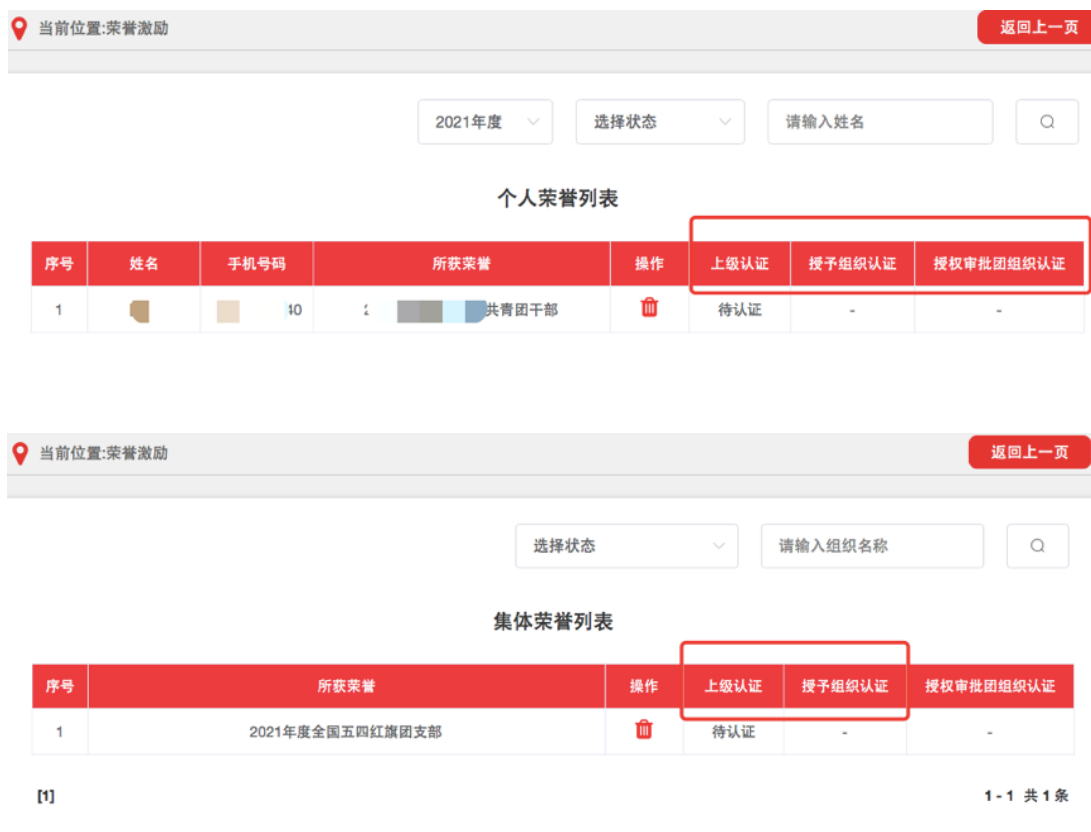 当前位置:荣誉激励 返回上一页
2021年度 选择状态 请输入姓名
个人荣誉列表
序号 姓名 手机号码 所获荣誉 操作 上级认证 授予组织认证 授权审批团组织认证
1 40 共青团干部 待认证 - -
当前位置:荣誉激励 返回上一页
选择状态 请输入组织名称
集体荣誉列表
序号 所获荣誉 操作 上级认证 授予组织认证 授权审批团组织认证
1 2021年度全国五四红旗团支部 待认证 - -
[1] 1 - 1 共 1 条